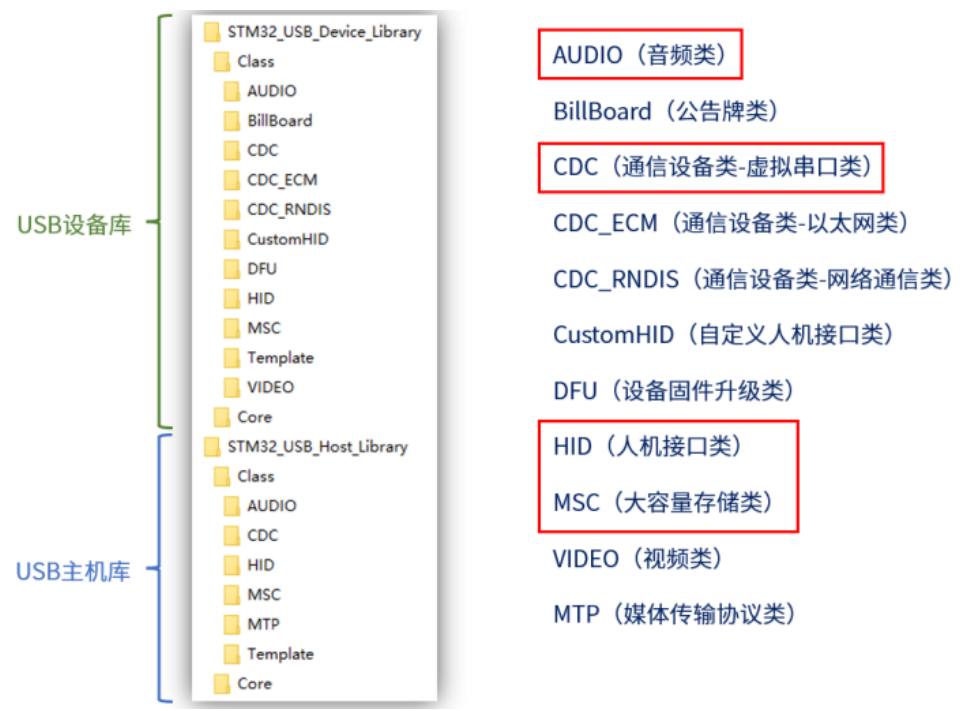 USB设备库
USB主机库
STM32_USB_Device_Library
Class
AUDIO
BillBoard
CDC
CDC_ECM
CDC_RNDIS
CustomHID
DFU
HID
MSC
Template
VIDEO
Core
STM32_USB_Host_Library
Class
AUDIO
CDC
HID
MSC
MTP
Template
Core
AUDIO（音频类）
BillBoard（公告牌类）
CDC（通信设备类-虚拟串口类）
CDC_ECM（通信设备类-以太网类）
CDC_RNDIS（通信设备类-网络通信类）
CustomHID（自定义人机接口类）
DFU（设备固件升级类）
HID（人机接口类）
MSC（大容量存储类）
VIDEO（视频类）
MTP（媒体传输协议类）